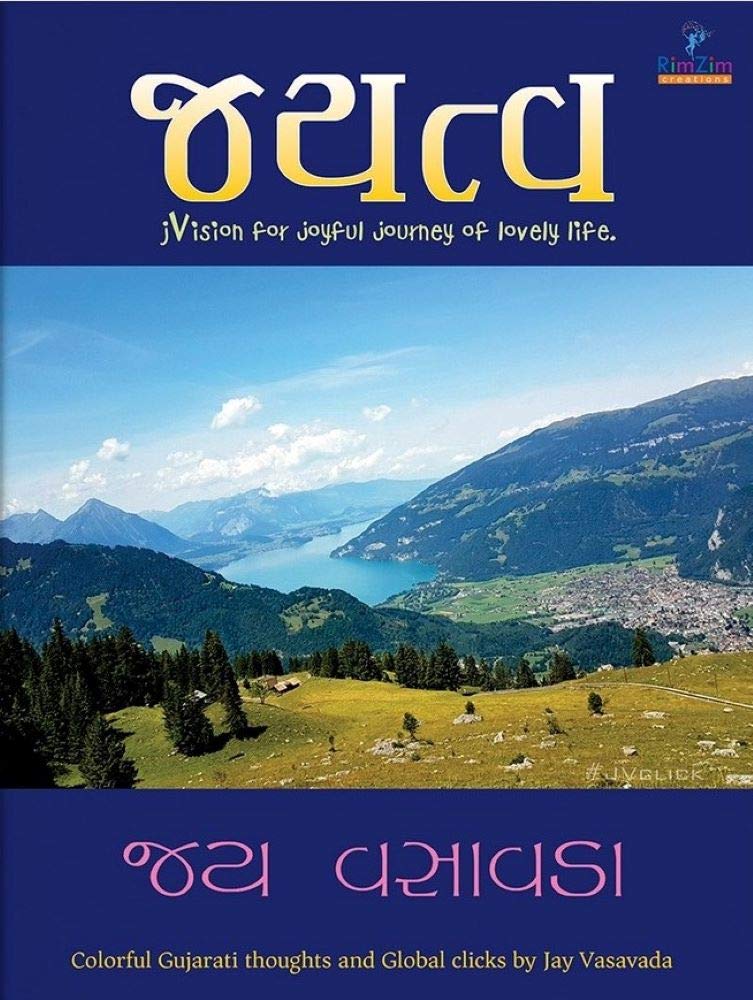 RimZim
creations
જયત્વ
jVision for joyful journey of lovely life.
#JVCLICK
જય વસાવડા
Colorful Gujarati thoughts and Global clicks by Jay Vasavada